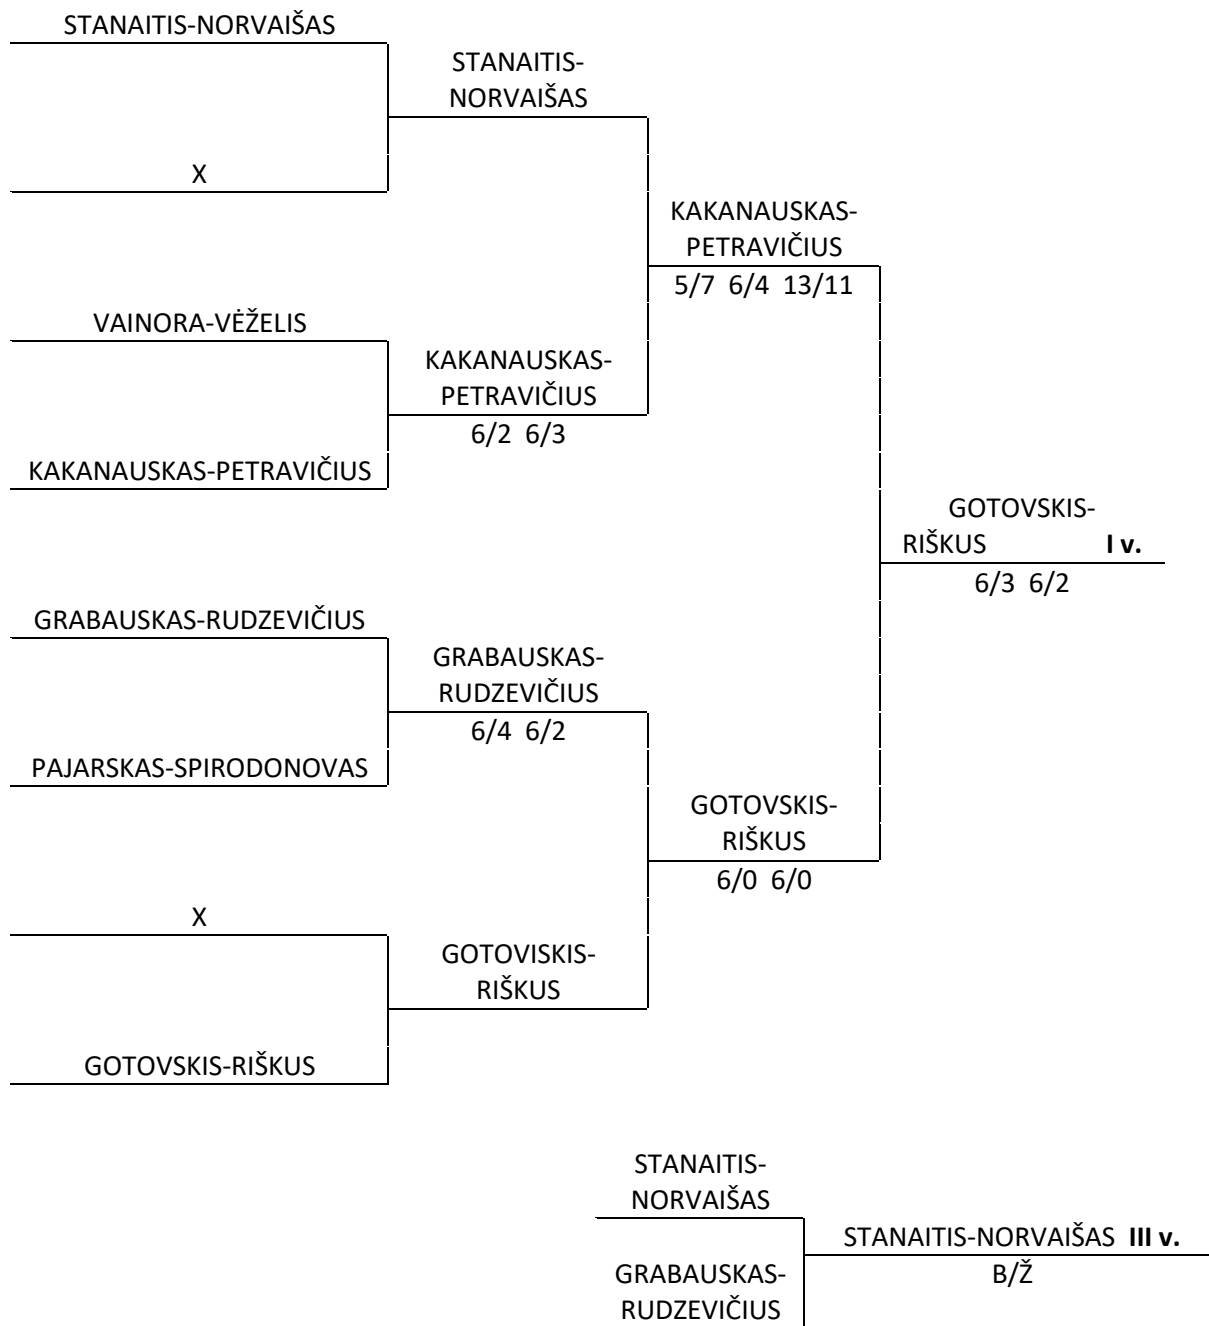 STANAITIS-NORVAIŠAS
STANAITIS-
NORVAIŠAS
X
KAKANAUSKAS-
PETRAVIČIUS
5/7 6/4 13/11
VAINORA-VĖŽELIS
KAKANAUSKAS-
PETRAVIČIUS
6/2 6/3
KAKANAUSKAS-PETRAVIČIUS
GOTOVSKIS-
RIŠKUS I v.
6/3 6/2
GRABAUSKAS-RUDZEVIČIUS
GRABAUSKAS-
RUDZEVIČIUS
6/4 6/2
PAJARSKAS-SPIRODONOVAS
GOTOVSKIS-
RIŠKUS
6/0 6/0
X
GOTOVISKIS-
RIŠKUS
GOTOVSKIS-RIŠKUS
STANAITIS-
NORVAIŠAS
STANAITIS-NORVAIŠAS III v.
B/Ž
GRABAUSKAS-
RUDZEVIČIUS